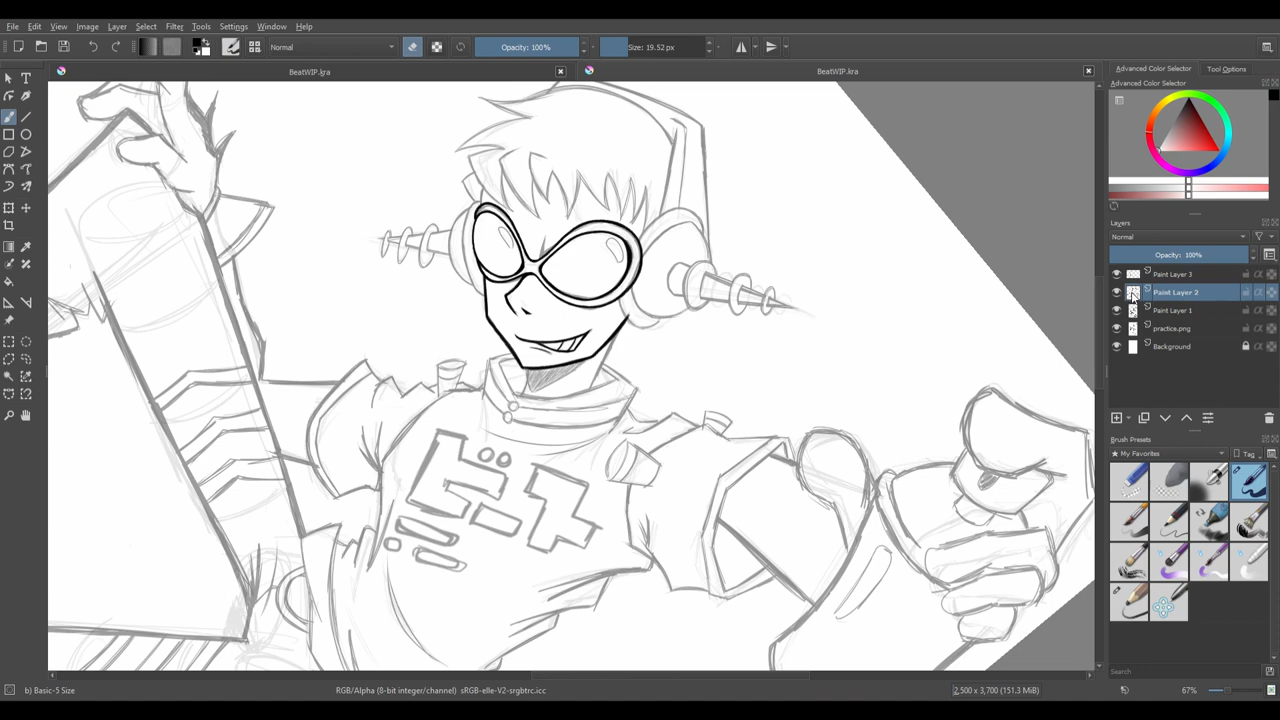 File Edit View Image Layer Select Filter Tools Settings Window Help
Normal Opacity: 100% Size: 19.52 px
BeatWIP.kra BeatWIP.kra
Advanced Color Selector Tool Options
Advanced Color Selector
Layers
Normal
Opacity: 100%
Paint Layer 3
Paint Layer 2
Paint Layer 1
practice.png
Background
Brush Presets
★ My Favorites Tag
Search
ビート
b) Basic-5 Size RGB/Alpha (8-bit integer/channel) sRGB-elle-V2-srgbtrc.icc 2,500 x 3,700 (151.3 MiB) 67%